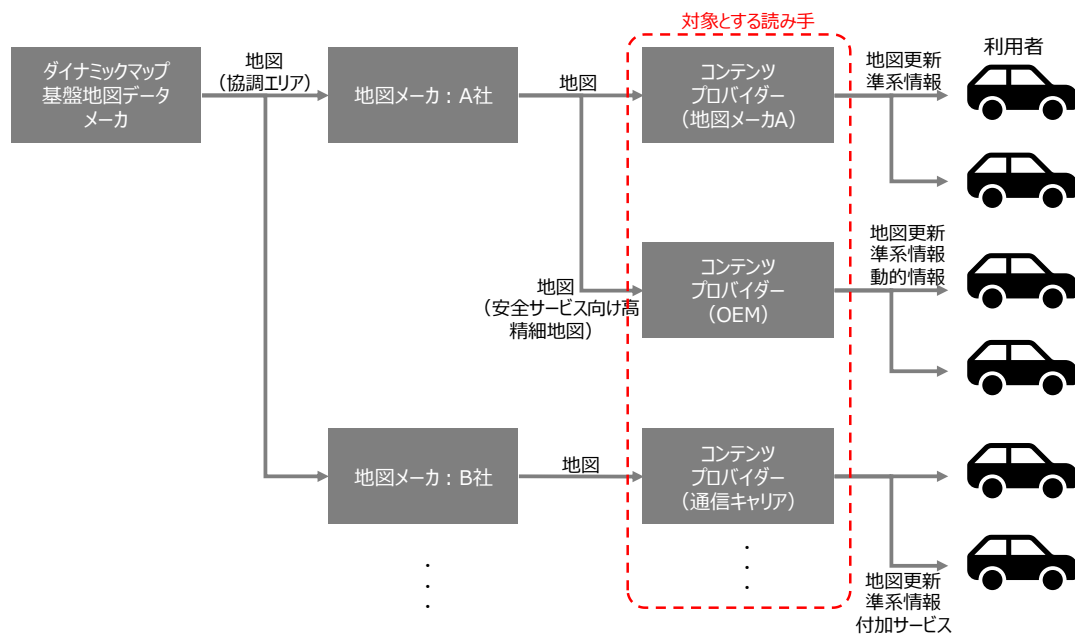 対象とする読み手
利用者
ダイナミックマップ
基盤地図データ
メーカ
地図
（協調エリア）
地図メーカ：A社
地図
コンテンツ
プロバイダー
（地図メーカA）
地図更新
準系情報
地図
（安全サービス向け高
精細地図）
コンテンツ
プロバイダー
（OEM）
地図更新
準系情報
動的情報
地図メーカ：B社
地図
コンテンツ
プロバイダー
（通信キャリア）
地図更新
準系情報
付加サービス